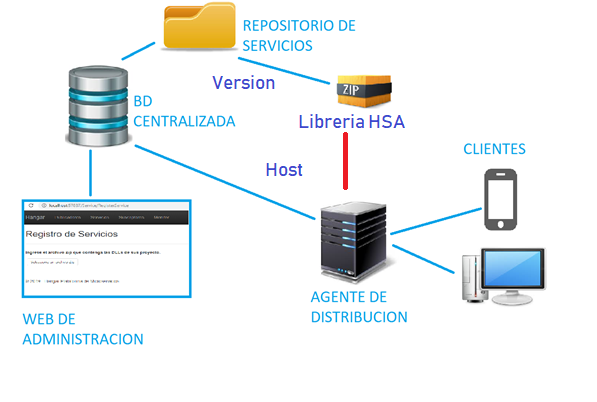 REPOSITORIO DE
SERVICIOS
Version
ZIP
BD
CENTRALIZADA
Libreria HSA
CLIENTES
Host
Registro de Servicios
AGENTE DE
DISTRIBUCION
WEB DE
ADMINISTRACION